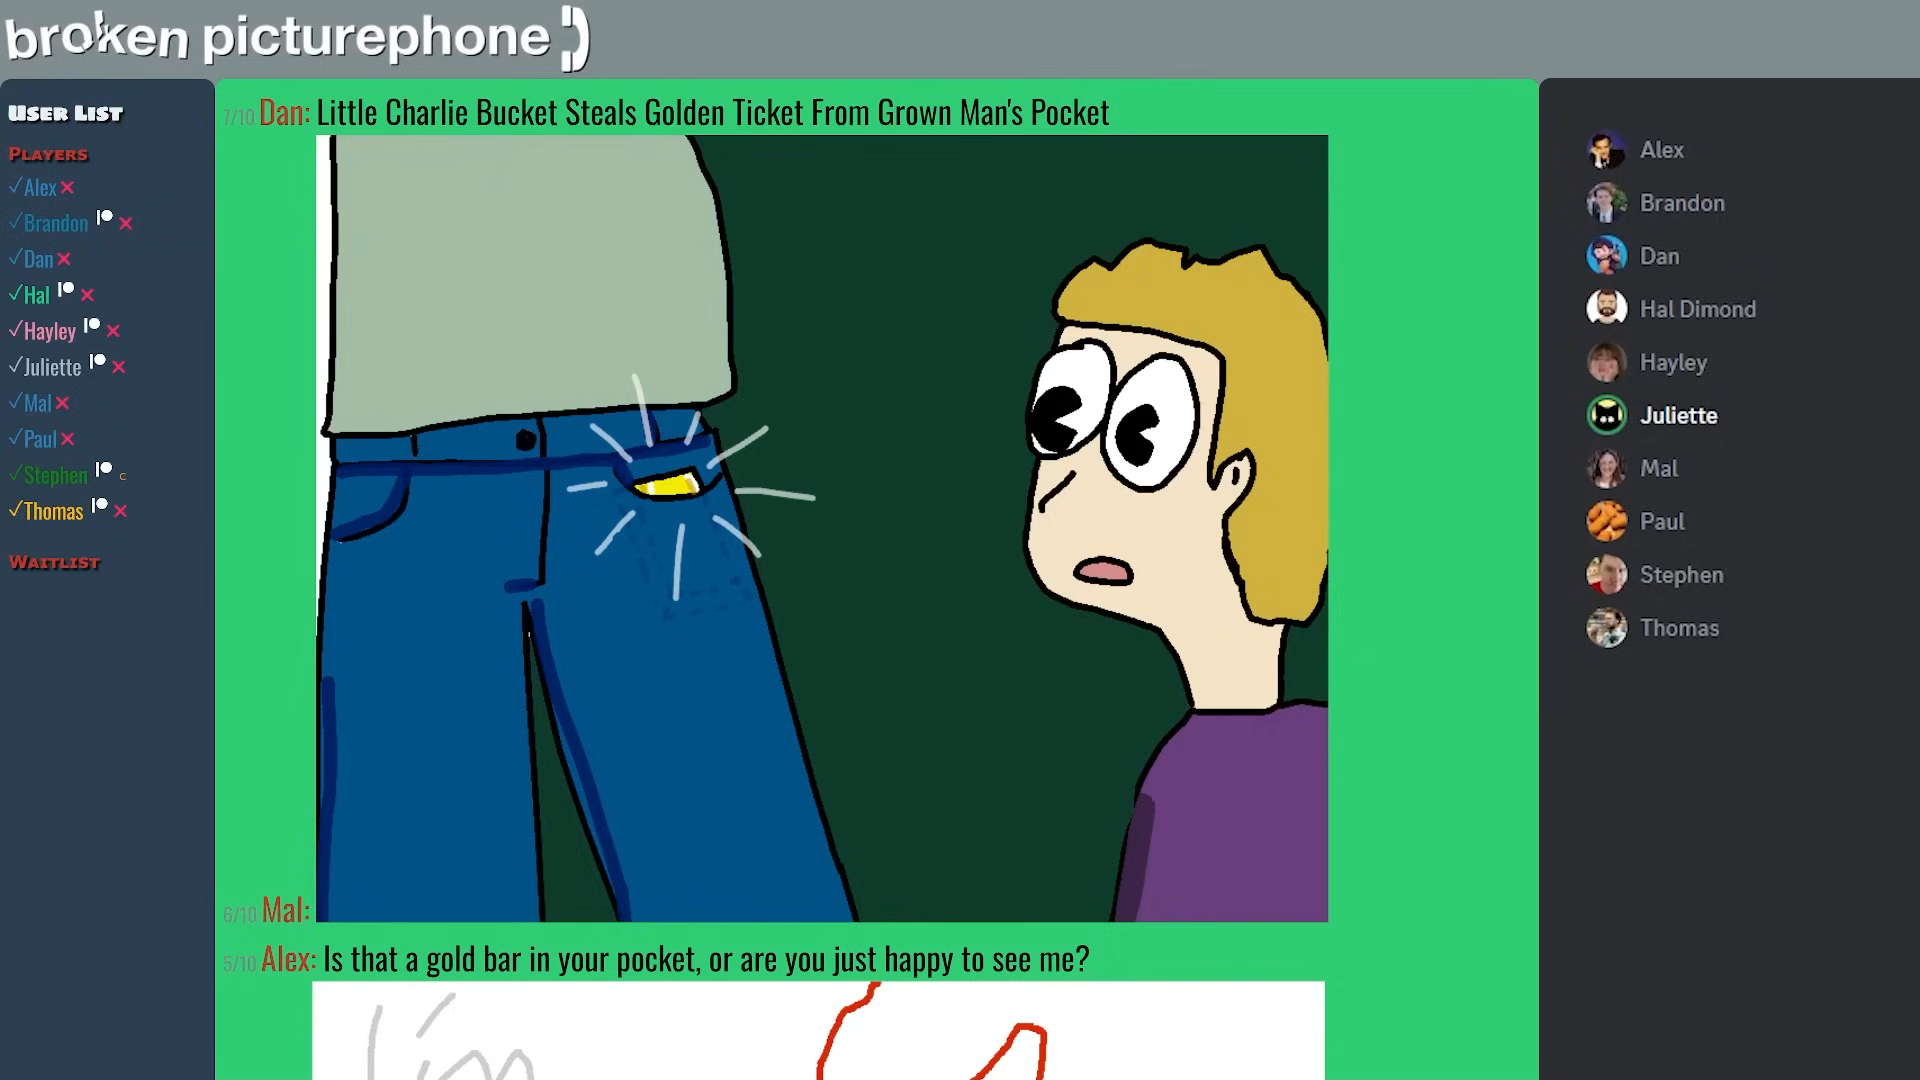 broken picturephone
USER LIST
PLAYERS
✓Alex
✓Brandon
✓Dan
✓Hal
✓Hayley
✓Juliette
✓Mal
✓Paul
✓Stephen c
✓Thomas
WAITLIST
7/10 Dan: Little Charlie Bucket Steals Golden Ticket From Grown Man's Pocket
6/10 Mal:
5/10 Alex: Is that a gold bar in your pocket, or are you just happy to see me?
I'm
Alex
Brandon
Dan
Hal Dimond
Hayley
Juliette
Mal
Paul
Stephen
Thomas